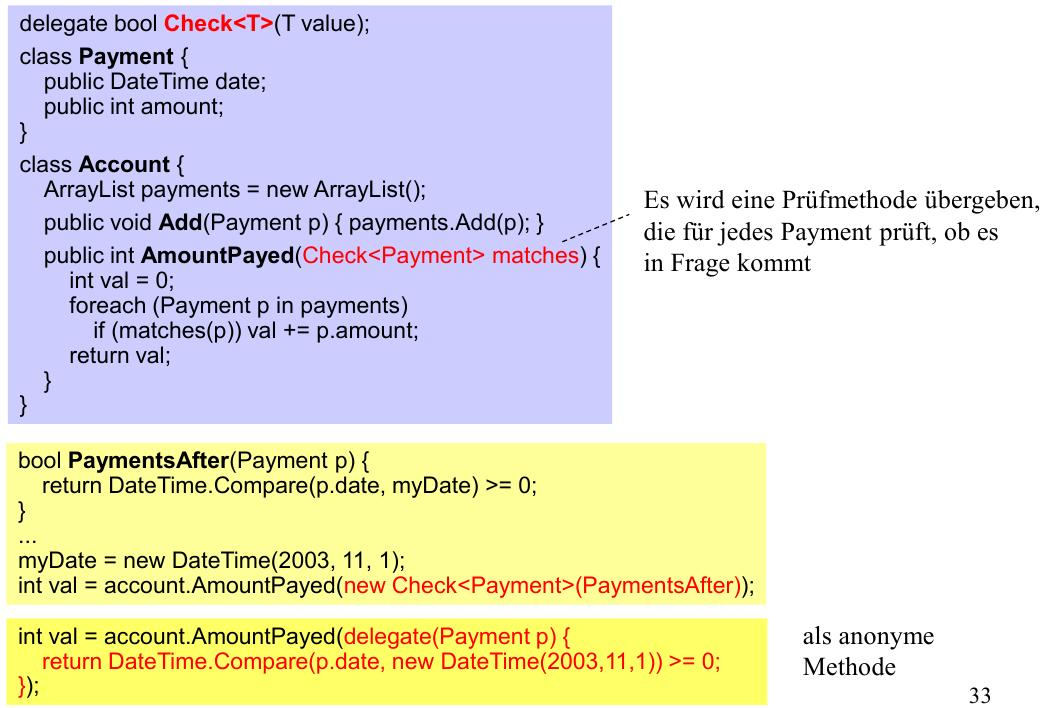 delegate bool Check<T>(T value);
class Payment {
public DateTime date;
public int amount;
}
class Account {
ArrayList payments = new ArrayList();
public void Add(Payment p) { payments.Add(p); }
public int AmountPayed(Check<Payment> matches) {
int val = 0;
foreach (Payment p in payments)
if (matches(p)) val += p.amount;
return val;
}
}
Es wird eine Prüfmethode übergeben,
die für jedes Payment prüft, ob es
in Frage kommt
bool PaymentsAfter(Payment p) {
return DateTime.Compare(p.date, myDate) >= 0;
}
...
myDate = new DateTime(2003, 11, 1);
int val = account.AmountPayed(new Check<Payment>(PaymentsAfter));
int val = account.AmountPayed(delegate(Payment p) {
return DateTime.Compare(p.date, new DateTime(2003,11,1)) >= 0;
});
als anonyme
Methode
33